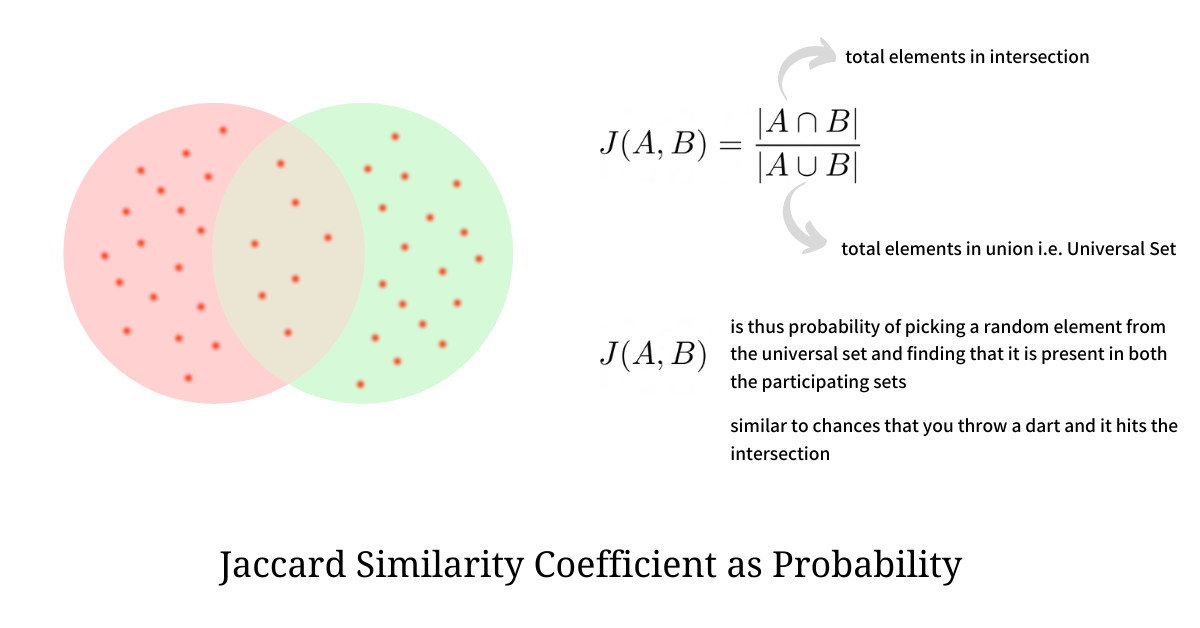 total elements in intersection
J(A, B) = |A ∩ B| / |A ∪ B|
total elements in union i.e. Universal Set
J(A, B)
is thus probability of picking a random element from
the universal set and finding that it is present in both
the participating sets
similar to chances that you throw a dart and it hits the
intersection
Jaccard Similarity Coefficient as Probability